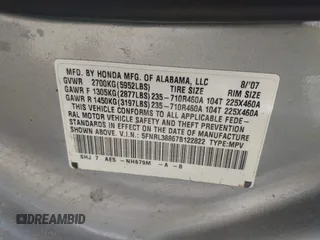 MFD. BY HONDA MFG. OF ALABAMA, LLC 8/'07
GVWR 2700KG(5952LBS) TIRE SIZE RIM SIZE
GAWR F 1305KG(2877LBS) 235-710R460A 104T 225X460A
GAWR R 1450KG(3197LBS) 235-710R460A 104T 225X460A
THIS VEHICLE CONFORMS TO ALL APPLICABLE FEDE-
RAL MOTOR VEHICLE SAFETY AND THEFT PREVENTION
STANDARDS IN EFFECT ON THE DATE OF MANUFACTURE
SHOWN ABOVE.
V.I.N.: 5FNRL38867B122822 TYPE:MPV
SHJ 7 AES -NH879M -A -B
DREAMBID